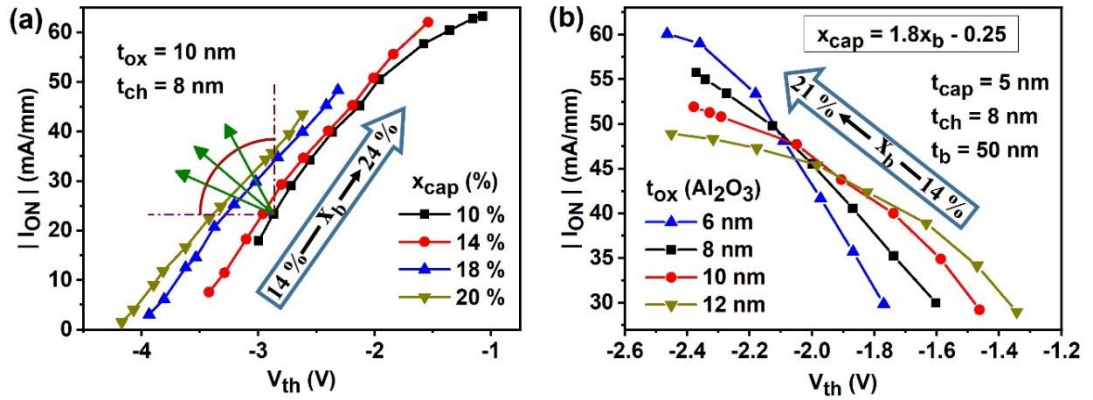 (a)
60
50
40
30
20
10
0
| I_ON | (mA/mm)
t_ox = 10 nm
t_ch = 8 nm
14 % → x_b → 24 %
x_cap (%)
10 %
14 %
18 %
20 %
-4 -3 -2 -1
V_th (V)
(b)
60
55
50
45
40
35
30
| I_ON | (mA/mm)
x_cap = 1.8x_b - 0.25
t_cap = 5 nm
t_ch = 8 nm
t_b = 50 nm
21 % ← x_b — 14 %
t_ox (Al2O3)
6 nm
8 nm
10 nm
12 nm
-2.6 -2.4 -2.2 -2.0 -1.8 -1.6 -1.4 -1.2
V_th (V)